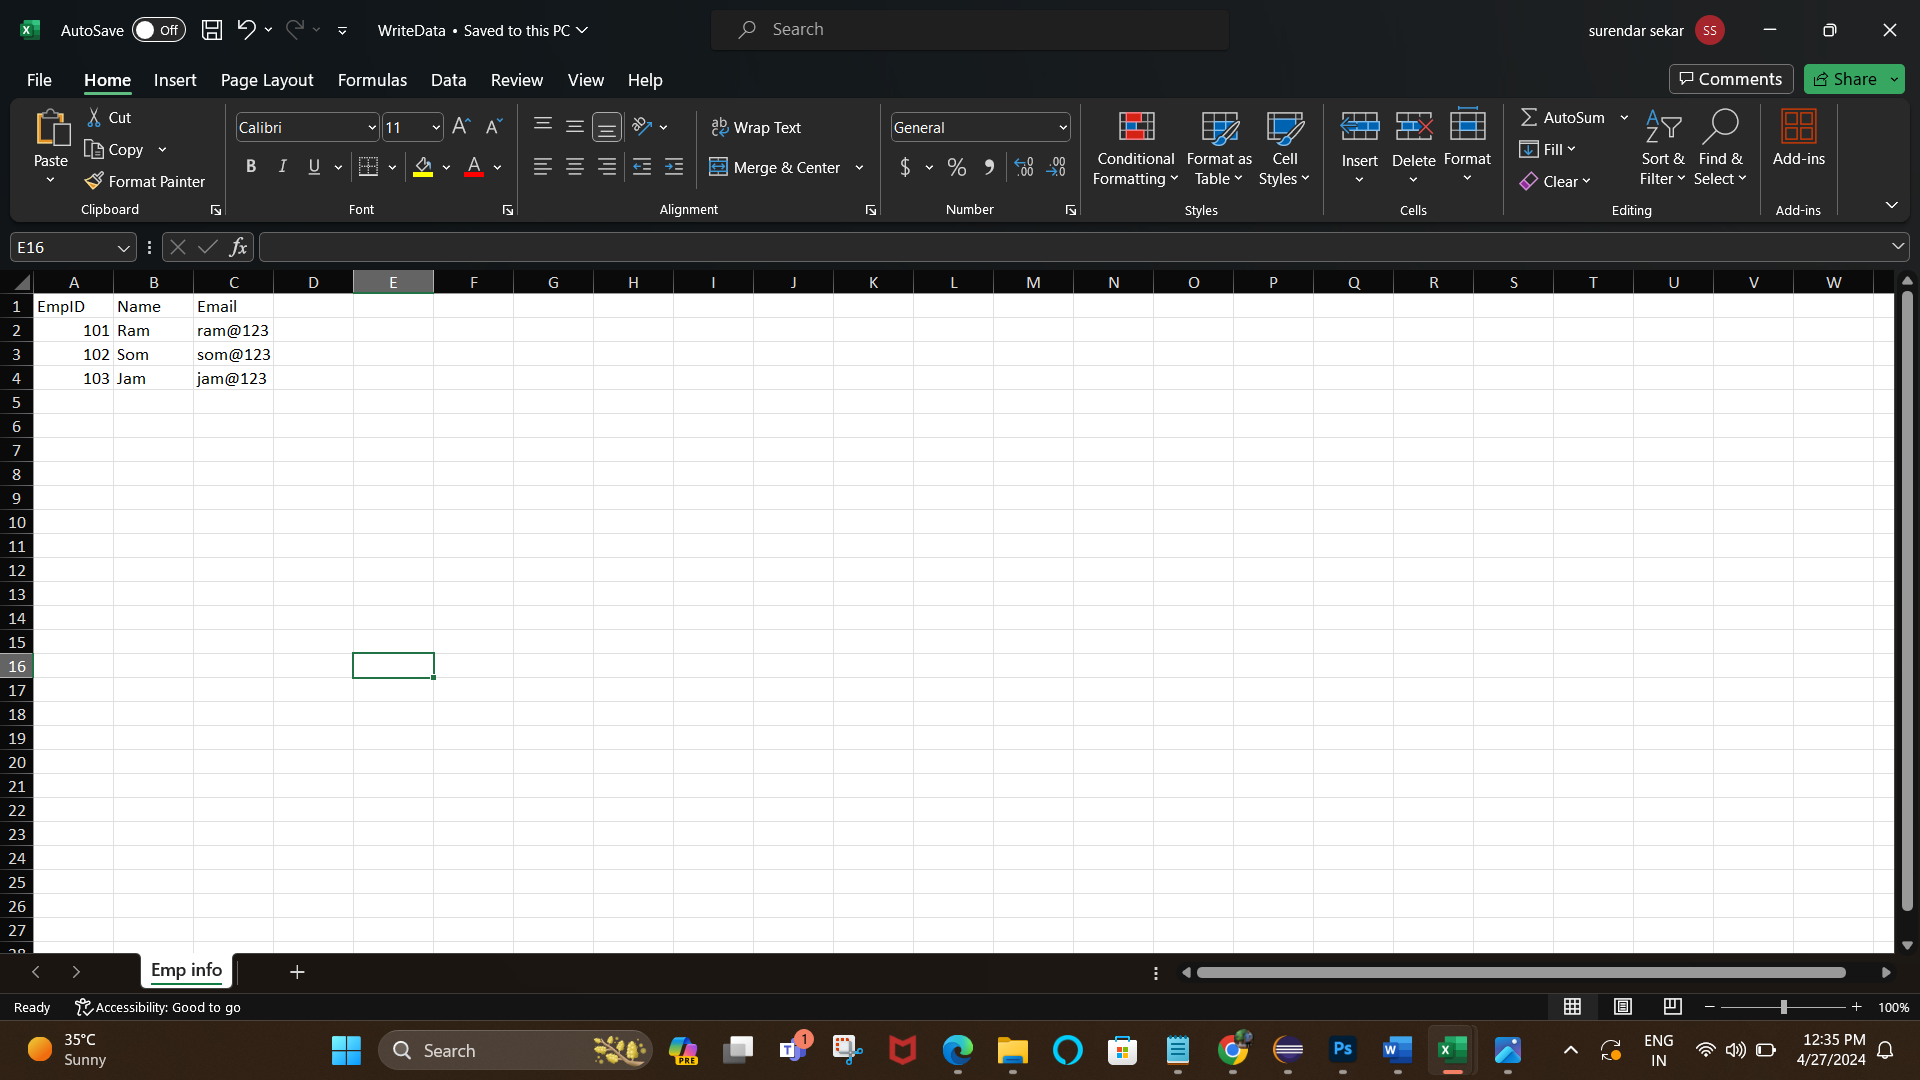 AutoSave Off WriteData • Saved to this PC Search surendar sekar SS
File Home Insert Page Layout Formulas Data Review View Help Comments Share
Paste Cut Copy Format Painter Clipboard
Calibri 11 B I U A Font
Wrap Text Merge & Center Alignment
General $ % Number
Conditional Formatting Format as Table Cell Styles Styles
Insert Delete Format Cells
AutoSum Fill Clear Sort & Filter Find & Select Editing
Add-ins Add-ins
E16 fx
A B C D E F G H I J K L M N O P Q R S T U V W
1 EmpID Name Email
2 101 Ram ram@123
3 102 Som som@123
4 103 Jam jam@123
5
6
7
8
9
10
11
12
13
14
15
16
17
18
19
20
21
22
23
24
25
26
27
28
Emp info
Ready Accessibility: Good to go 100%
35°C Sunny Search PRE 1 Ps W X ENG IN 12:35 PM 4/27/2024